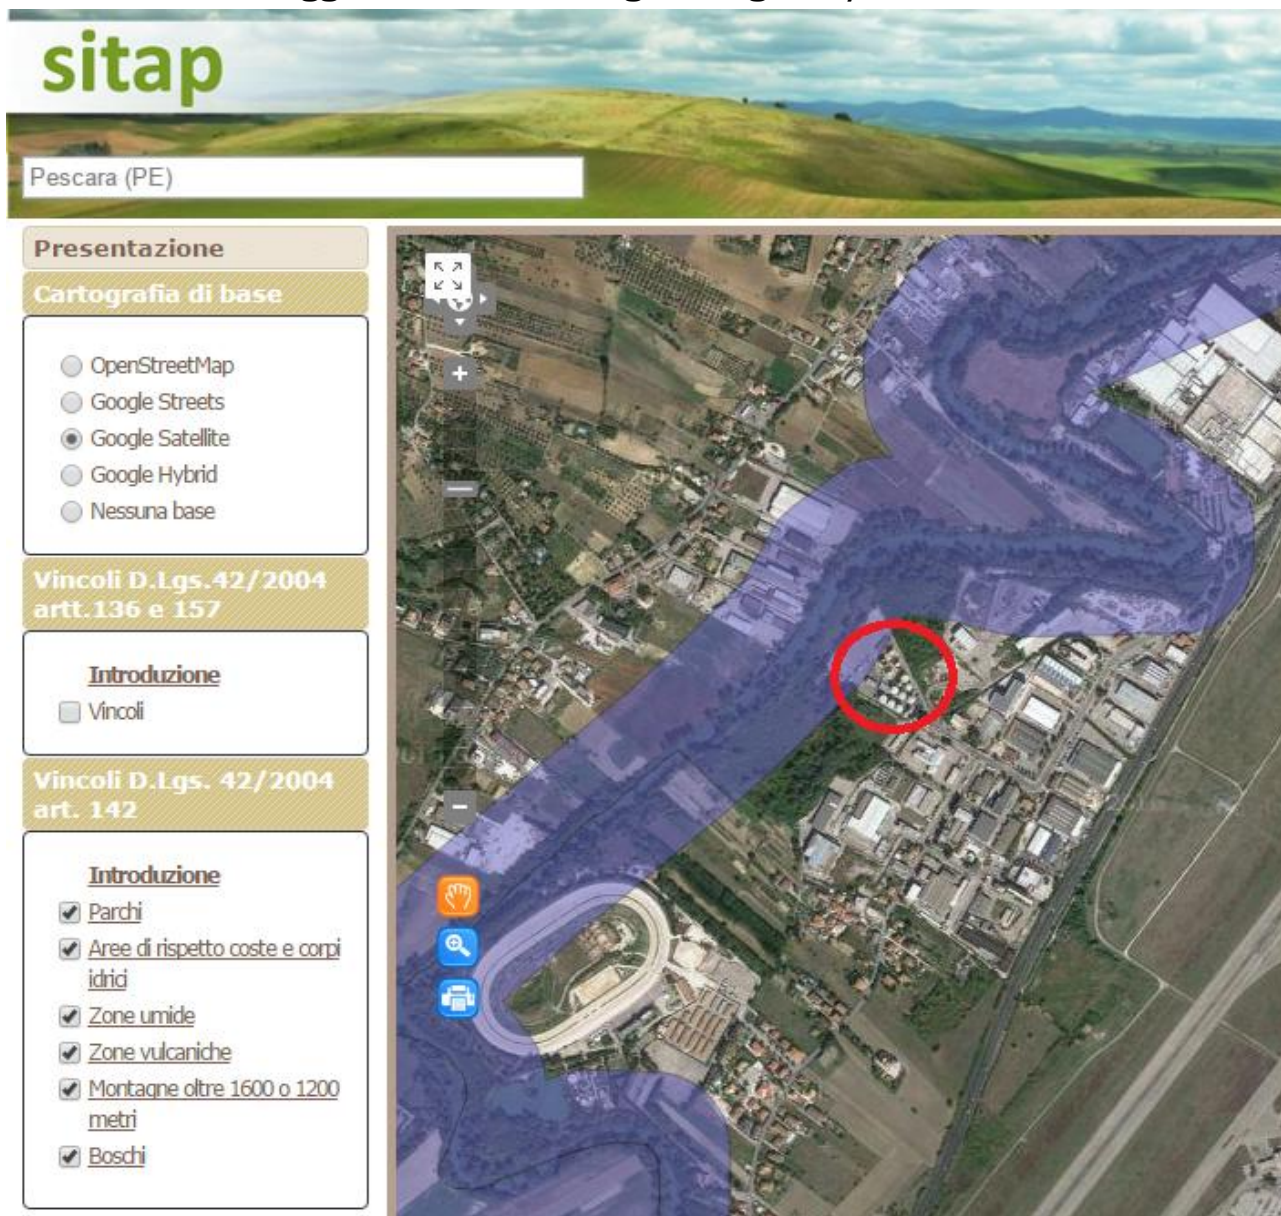 sitap
Pescara (PE)
Presentazione
Cartografia di base
OpenStreetMap
Google Streets
Google Satellite
Google Hybrid
Nessuna base
Vincoli D.Lgs.42/2004
artt.136 e 157
Introduzione
Vincoli
Vincoli D.Lgs. 42/2004
art. 142
Introduzione
Parchi
Aree di rispetto coste e corpi
idrici
Zone umide
Zone vulcaniche
Montagne oltre 1600 o 1200
metri
Boschi